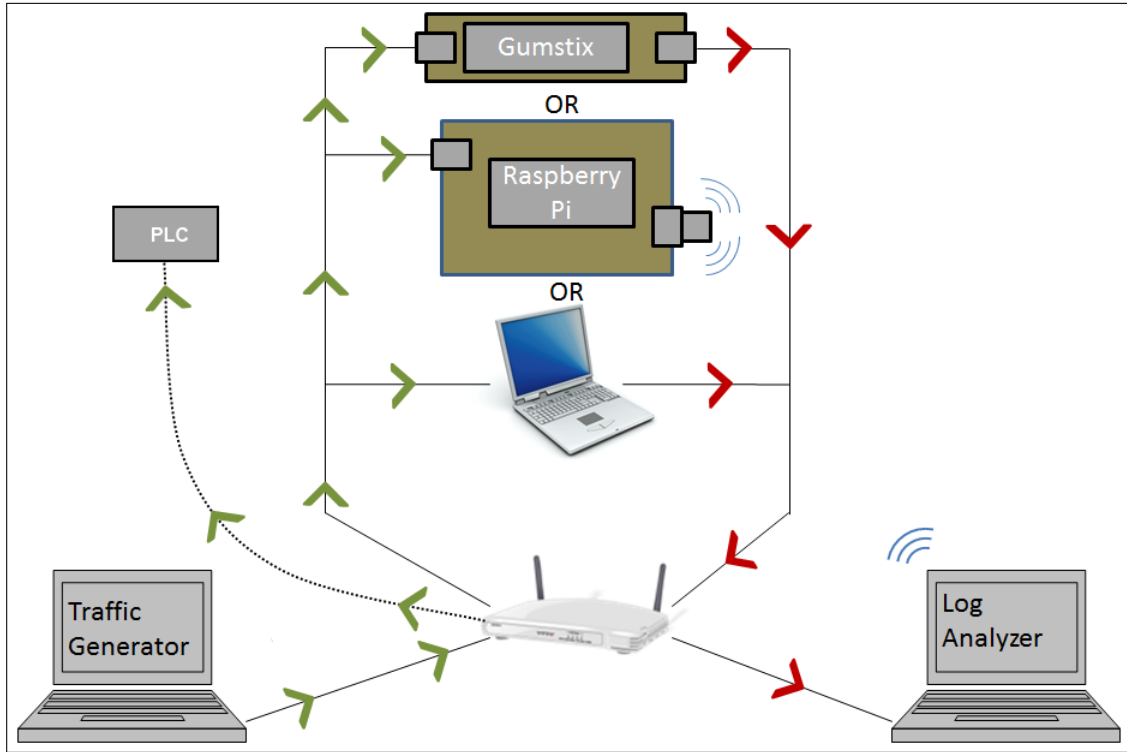 Gumstix
OR
Raspberry
Pi
PLC
OR
Traffic
Generator
Log
Analyzer